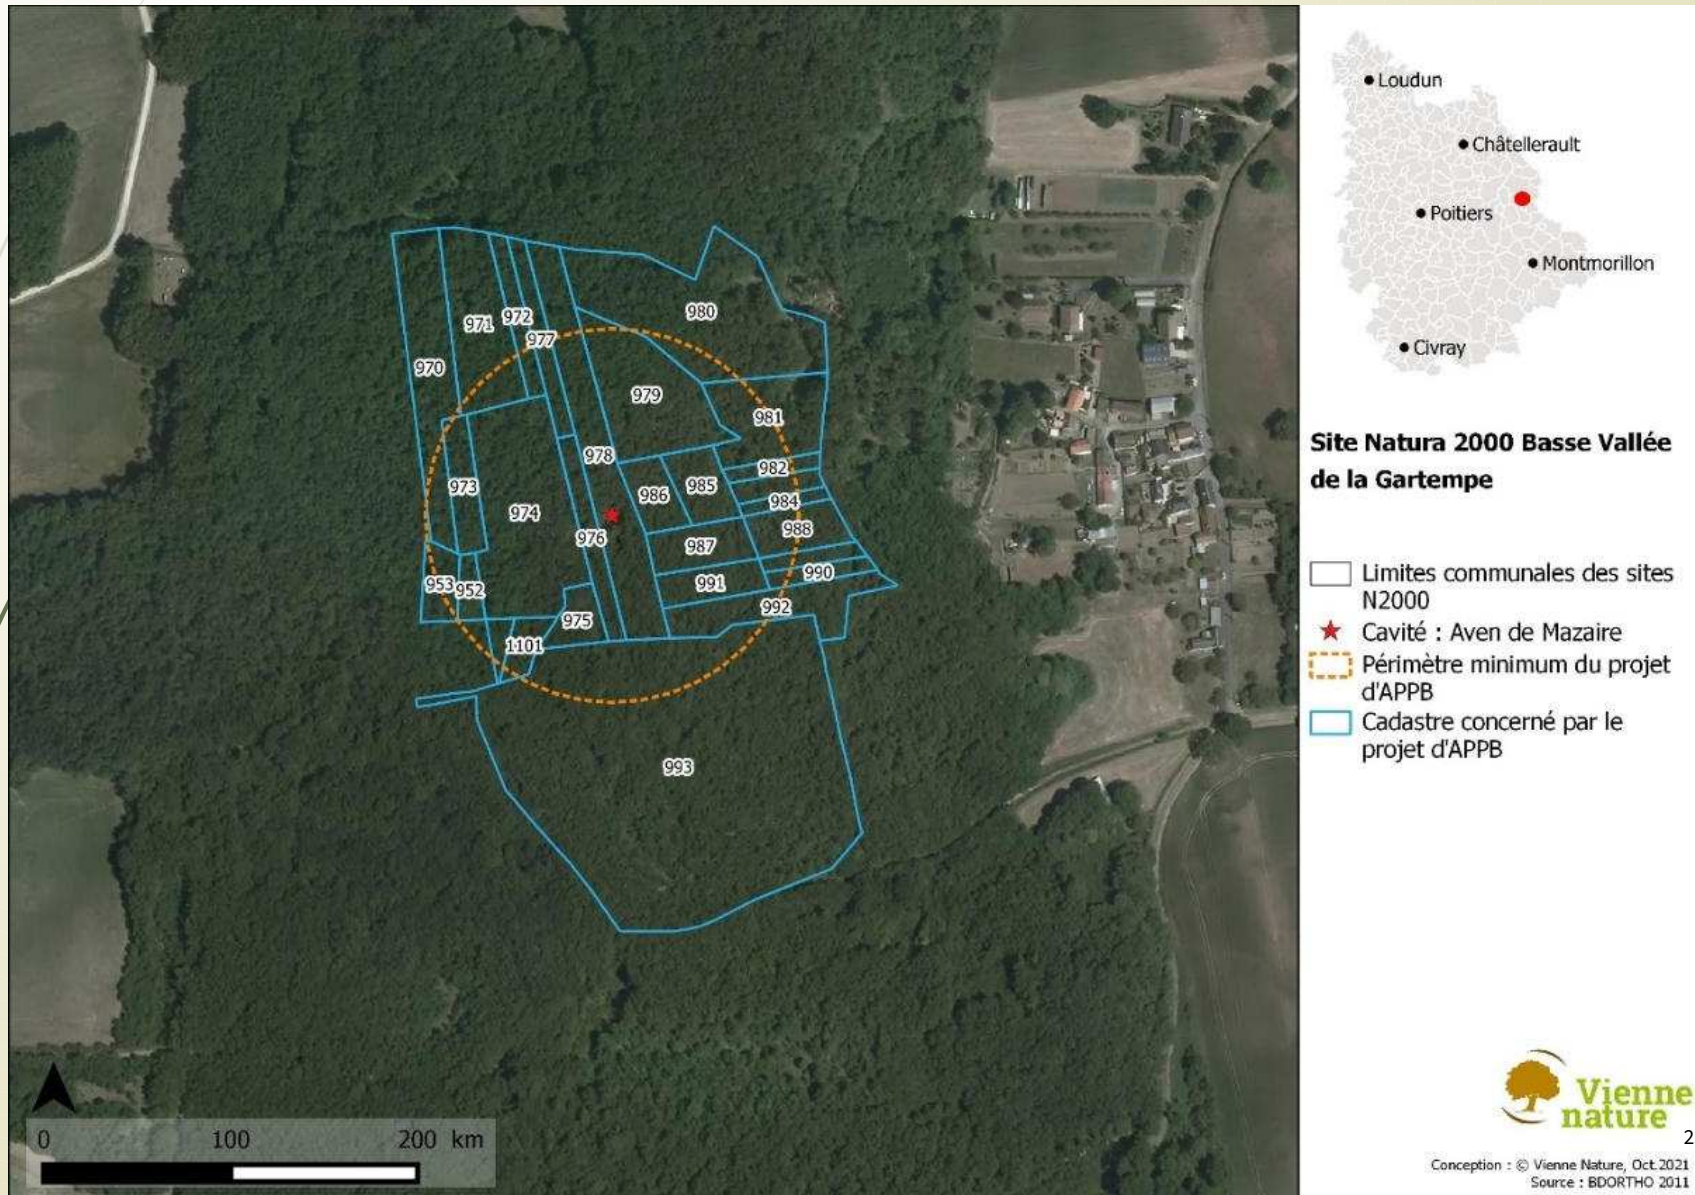 980
971
972
977
970
979
981
978
982
973
986
985
984
974
988
976
987
990
991
953
952
992
975
1101
993
0 100 200 km
Loudun
Châtellerault
Poitiers
Montmorillon
Civray
Site Natura 2000 Basse Vallée
de la Gartempe
Limites communales des sites
N2000
Cavité : Aven de Mazaire
Périmètre minimum du projet
d'APPB
Cadastre concerné par le
projet d'APPB
Vienne
nature
2
Conception : © Vienne Nature, Oct.2021
Source : BDORTHO 2011